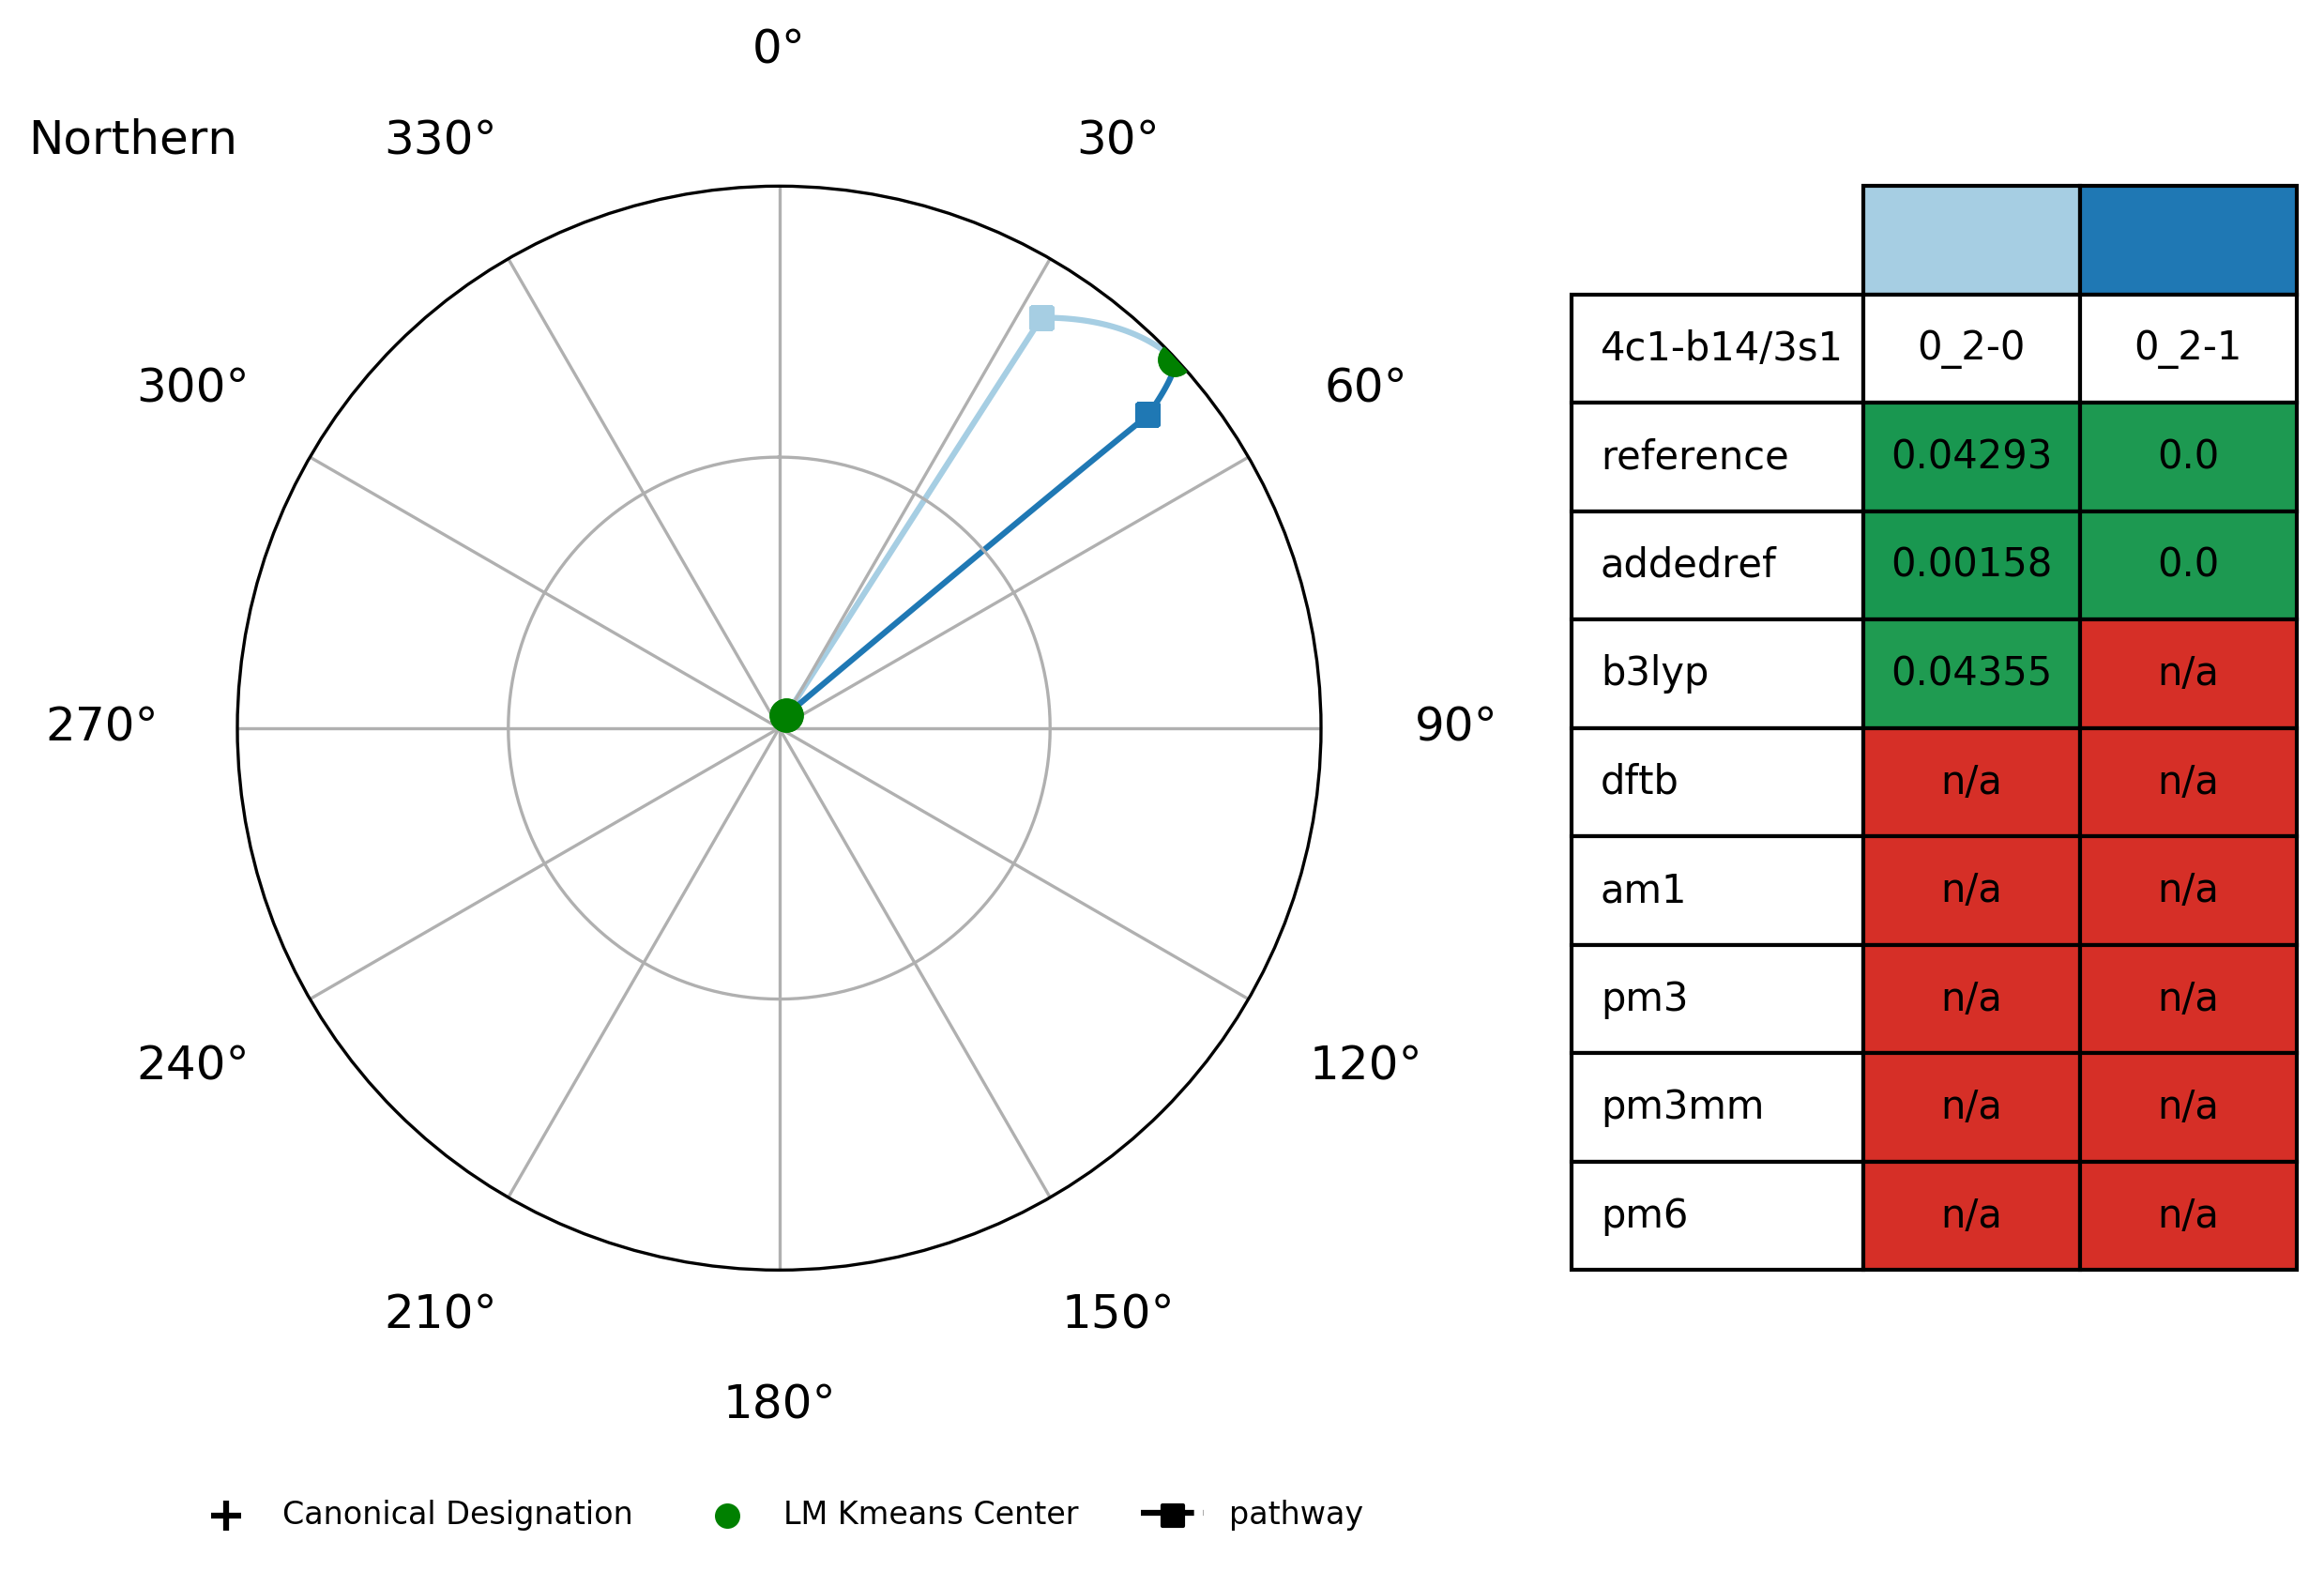 0°
Northern
330°
30°
300°
60°
270°
90°
240°
120°
210°
150°
180°
4c1-b14/3s1 0_2-0 0_2-1
reference 0.04293 0.0
addedref 0.00158 0.0
b3lyp 0.04355 n/a
dftb n/a n/a
am1 n/a n/a
pm3 n/a n/a
pm3mm n/a n/a
pm6 n/a n/a
Canonical Designation LM Kmeans Center pathway